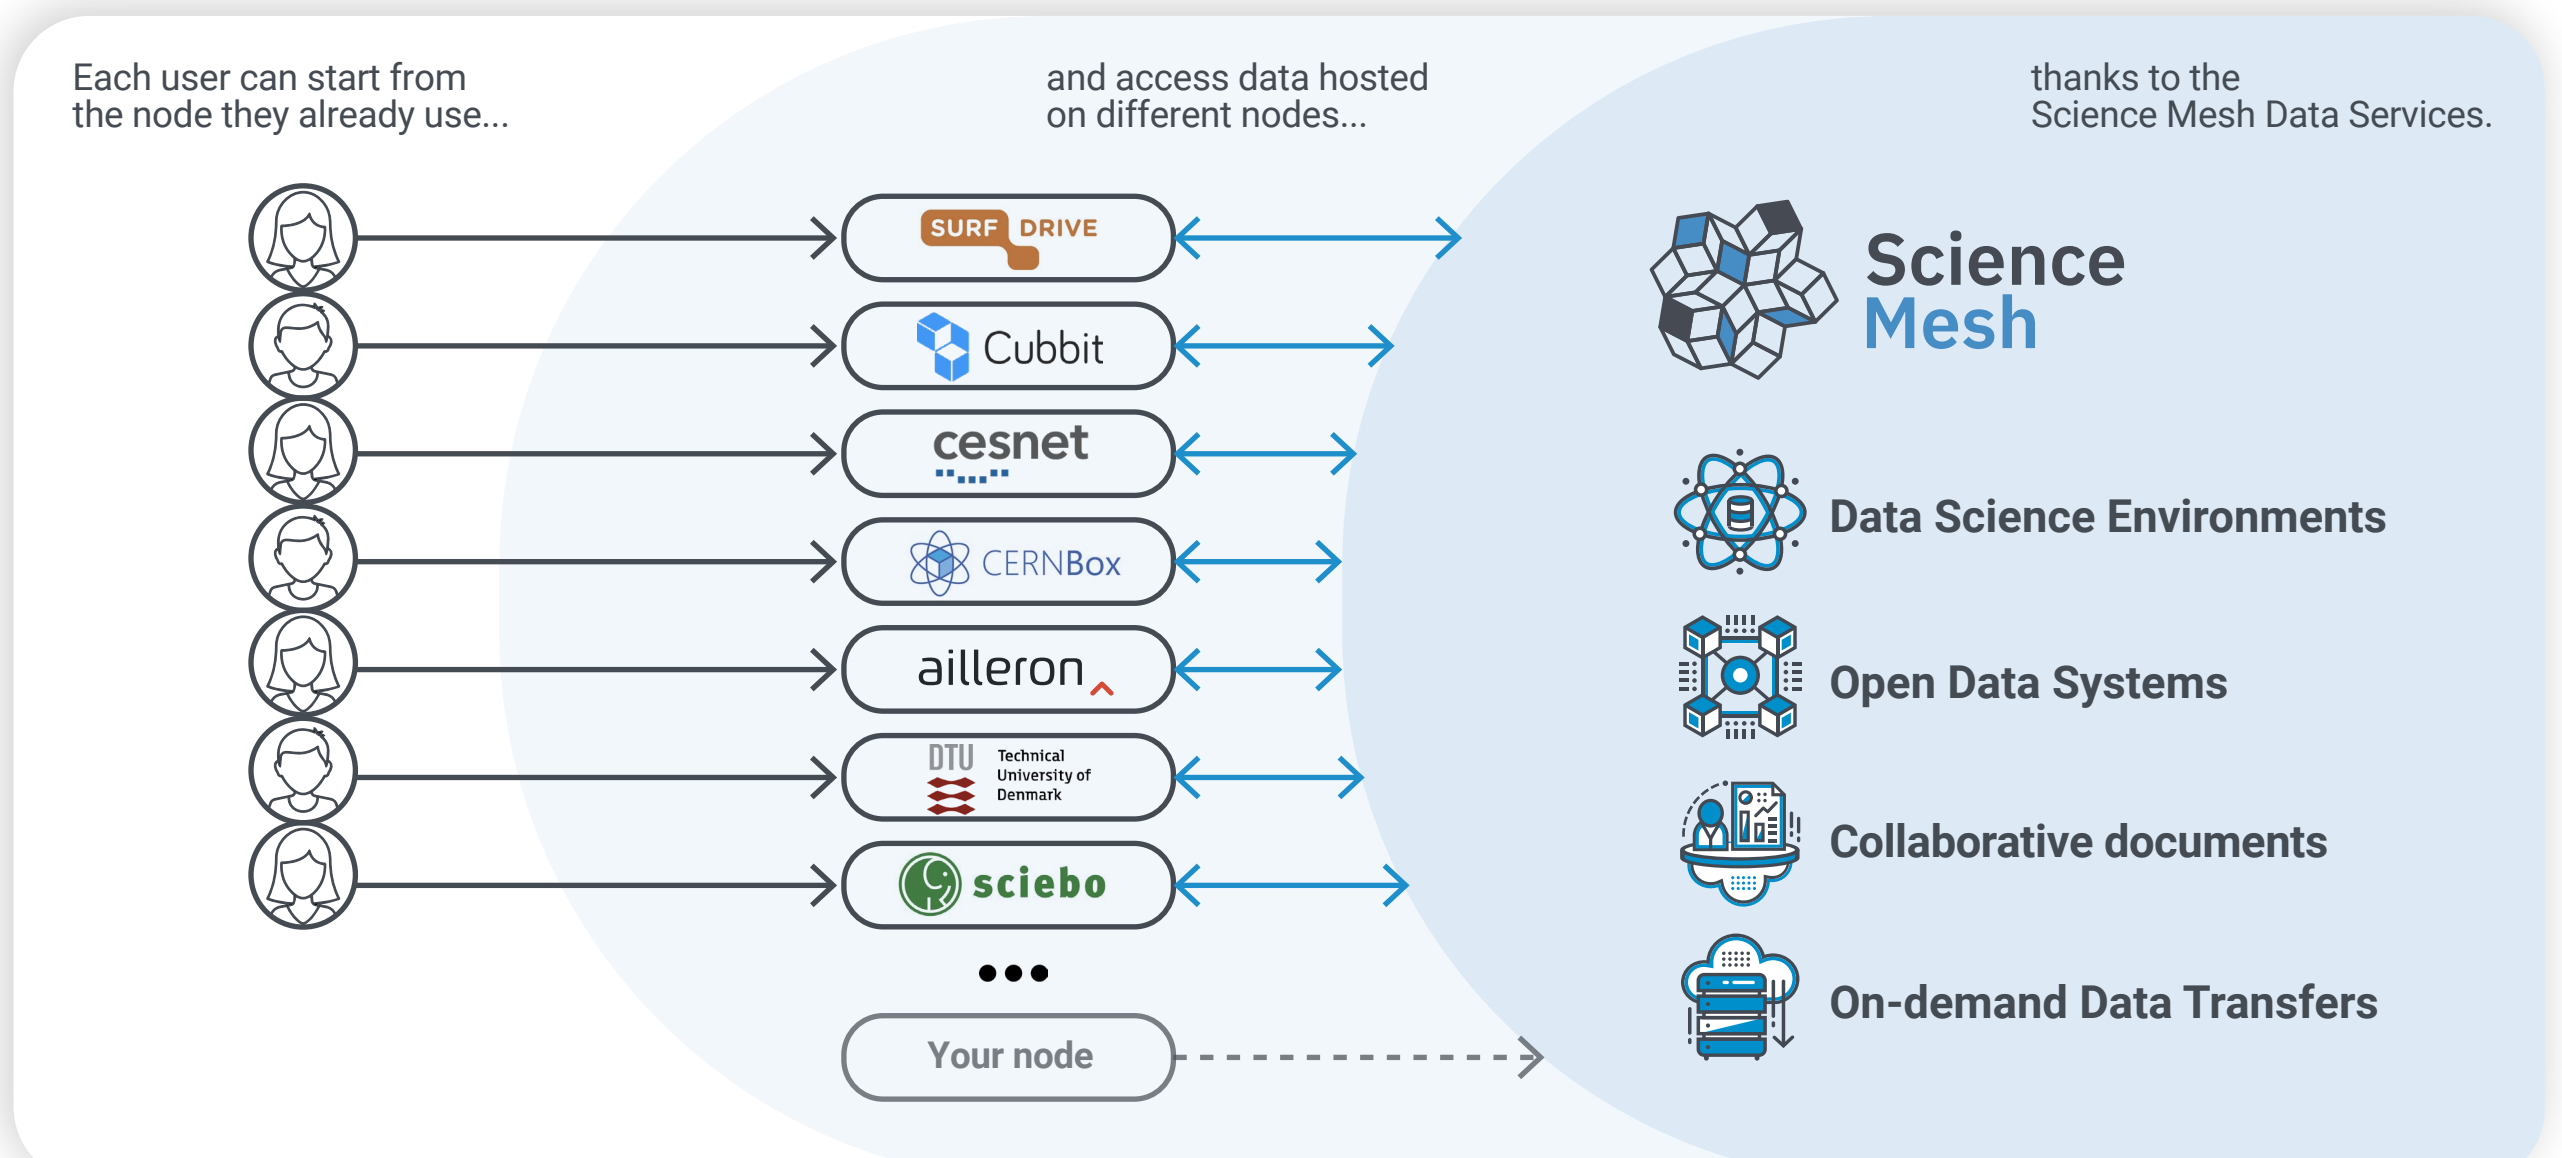 Each user can start from
the node they already use...
and access data hosted
on different nodes...
thanks to the
Science Mesh Data Services.
SURF DRIVE
Cubbit
cesnet
CERNBox
ailleron
DTU
Technical
University of
Denmark
sciebo
Your node
Science
Mesh
Data Science Environments
Open Data Systems
Collaborative documents
On-demand Data Transfers